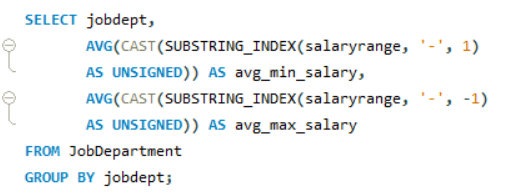 SELECT jobdept,
AVG(CAST(SUBSTRING_INDEX(salaryrange, '-', 1)
AS UNSIGNED)) AS avg_min_salary,
AVG(CAST(SUBSTRING_INDEX(salaryrange, '-', -1)
AS UNSIGNED)) AS avg_max_salary
FROM JobDepartment
GROUP BY jobdept;